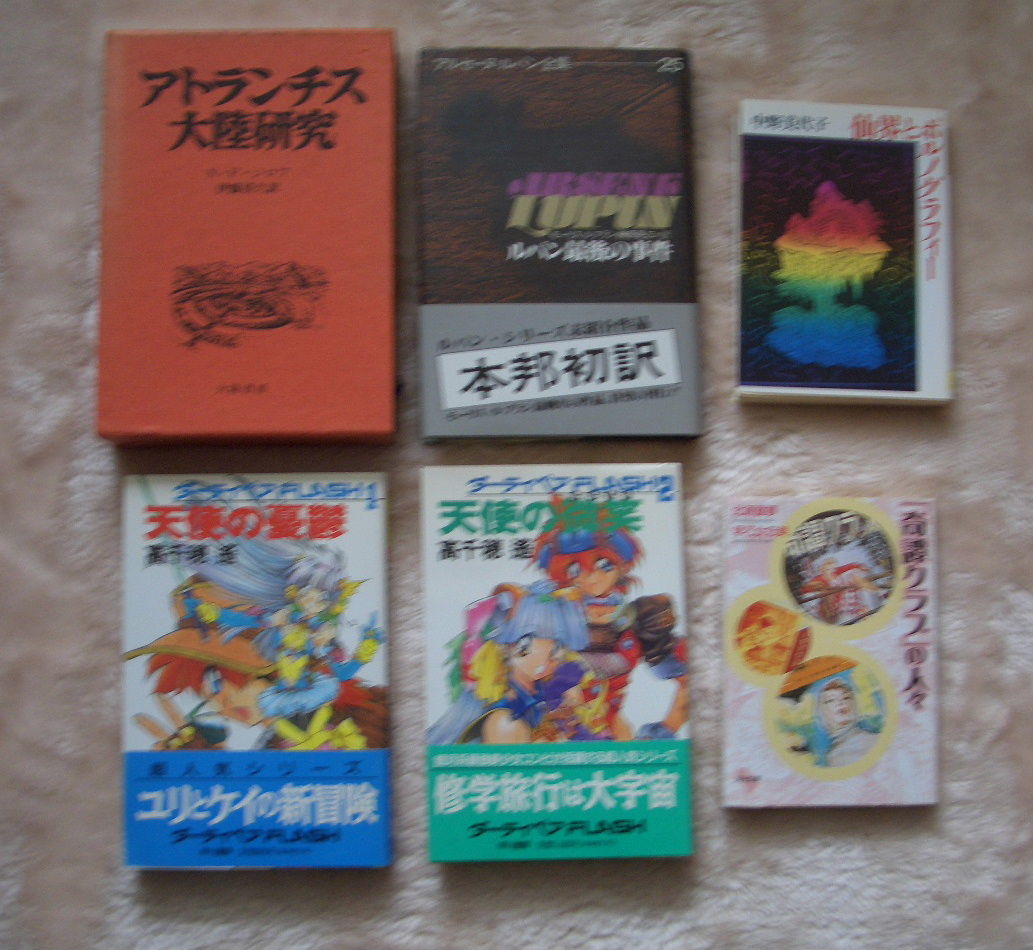 アトランチス
大陸研究
アルセーヌ・ルパン全集 25
ARSENE
LUPIN
ルパン最後の事件
ルパン・シリーズ
本邦初訳
中野美代子
仙界とポルノグラフィー
ダーティペアFLASH 1
天使の憂鬱
高千穂 遙
超人気シリーズ
ユリとケイの新冒険
ダーティペアFLASH
ダーティペアFLASH 2
天使の微笑
高千穂 遙
修学旅行は大宇宙
ダーティペアFLASH
「奇譚クラブ」の人々